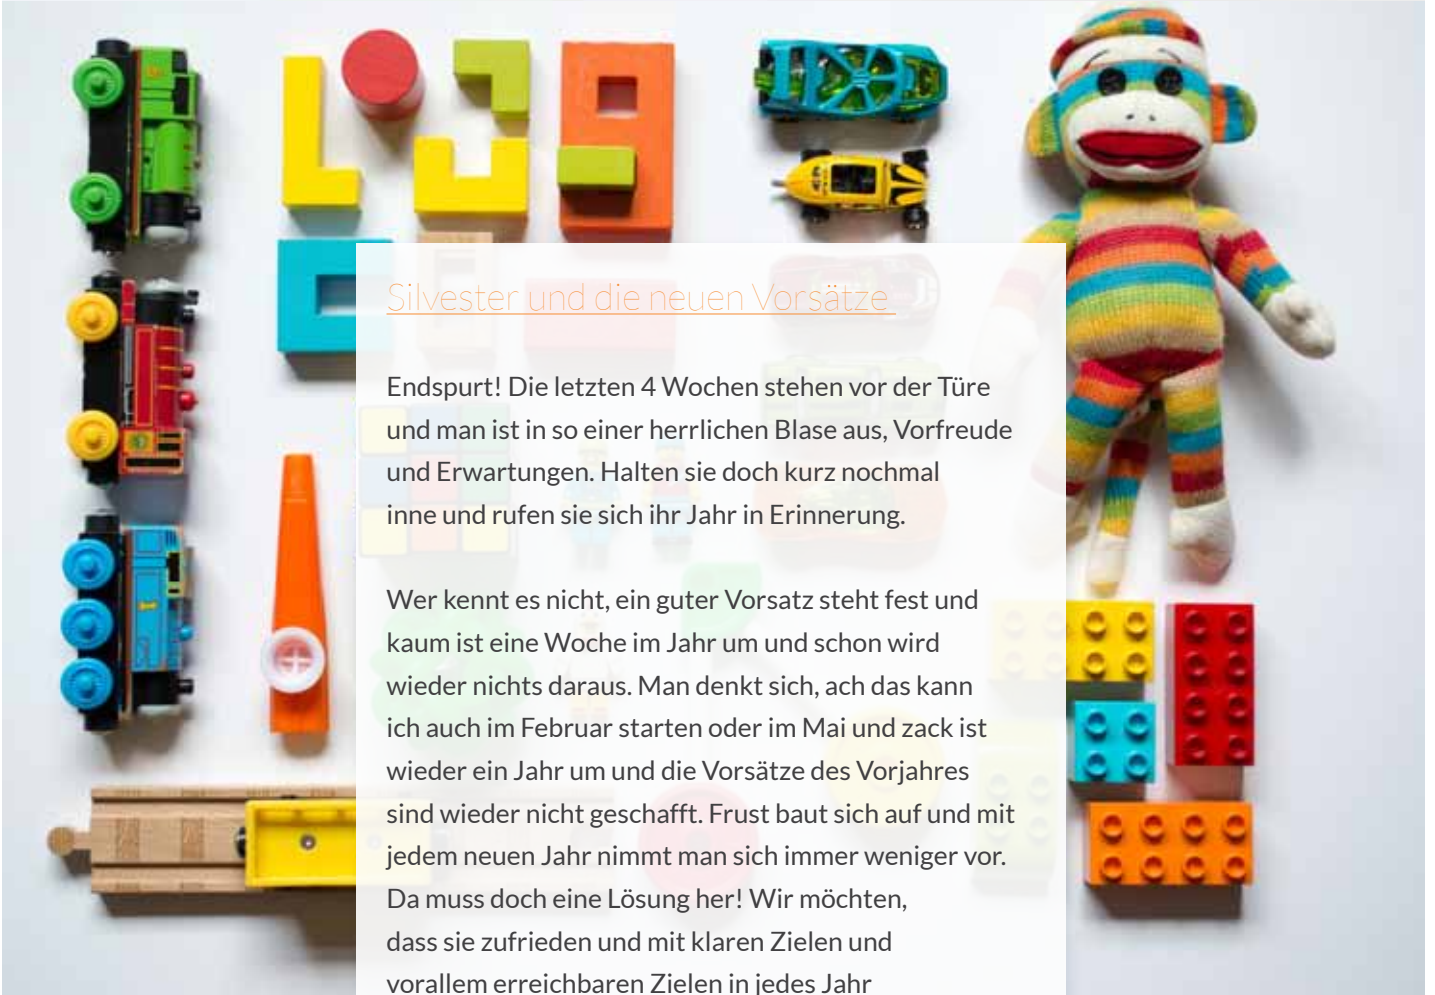 Silvester und die neuen Vorsätze
Endspurt! Die letzten 4 Wochen stehen vor der Türe
und man ist in so einer herrlichen Blase aus, Vorfreude
und Erwartungen. Halten sie doch kurz nochmal
inne und rufen sie sich ihr Jahr in Erinnerung.
Wer kennt es nicht, ein guter Vorsatz steht fest und
kaum ist eine Woche im Jahr um und schon wird
wieder nichts daraus. Man denkt sich, ach das kann
ich auch im Februar starten oder im Mai und zack ist
wieder ein Jahr um und die Vorsätze des Vorjahres
sind wieder nicht geschafft. Frust baut sich auf und mit
jedem neuen Jahr nimmt man sich immer weniger vor.
Da muss doch eine Lösung her! Wir möchten,
dass sie zufrieden und mit klaren Zielen und
vorallem erreichbaren Zielen in jedes Jahr